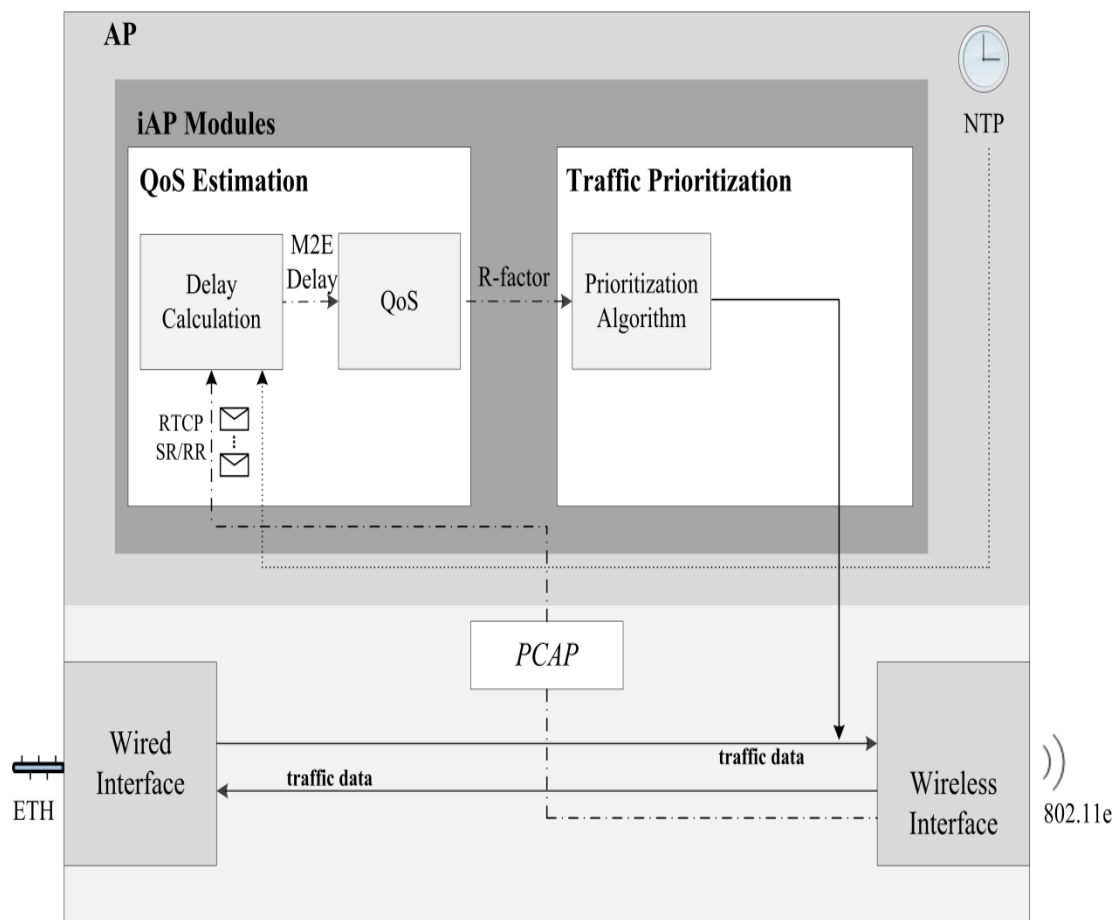 AP
NTP
iAP Modules
QoS Estimation
Traffic Prioritization
Delay
Calculation
M2E
Delay
QoS
R-factor
Prioritization
Algorithm
RTCP
SR/RR
PCAP
Wired
Interface
traffic data
traffic data
Wireless
Interface
ETH
802.11e